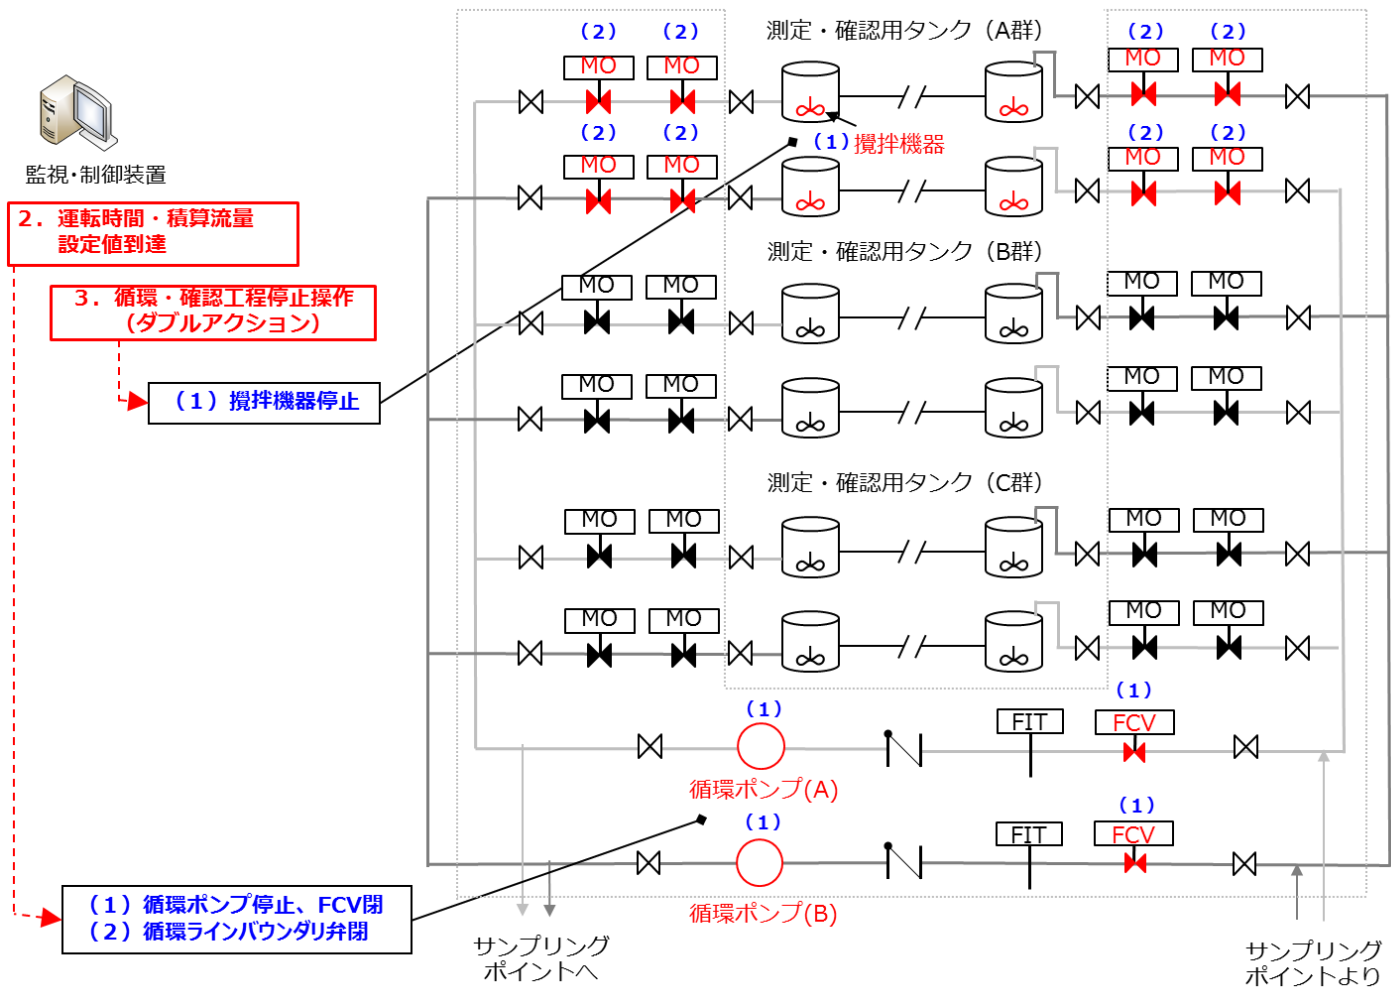 測定・確認用タンク（A群）
（2）
（2）
（2）
（2）
MO
MO
MO
MO
（1）攪拌機器
（2）
（2）
（2）
（2）
MO
MO
MO
MO
監視・制御装置
2．運転時間・積算流量
設定値到達
測定・確認用タンク（B群）
MO
MO
MO
MO
3．循環・確認工程停止操作
（ダブルアクション）
（1）攪拌機器停止
MO
MO
MO
MO
測定・確認用タンク（C群）
MO
MO
MO
MO
MO
MO
MO
MO
（1）
（1）
FIT
FCV
循環ポンプ(A)
（1）
（1）
FIT
FCV
循環ポンプ(B)
（1）循環ポンプ停止、FCV閉
（2）循環ラインバウンダリ弁閉
サンプリング
ポイントへ
サンプリング
ポイントより